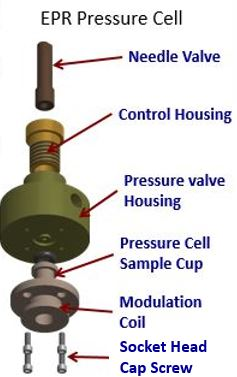 EPR Pressure Cell
Needle Valve
Control Housing
Pressure valve
Housing
Pressure Cell
Sample Cup
Modulation
Coil
Socket Head
Cap Screw